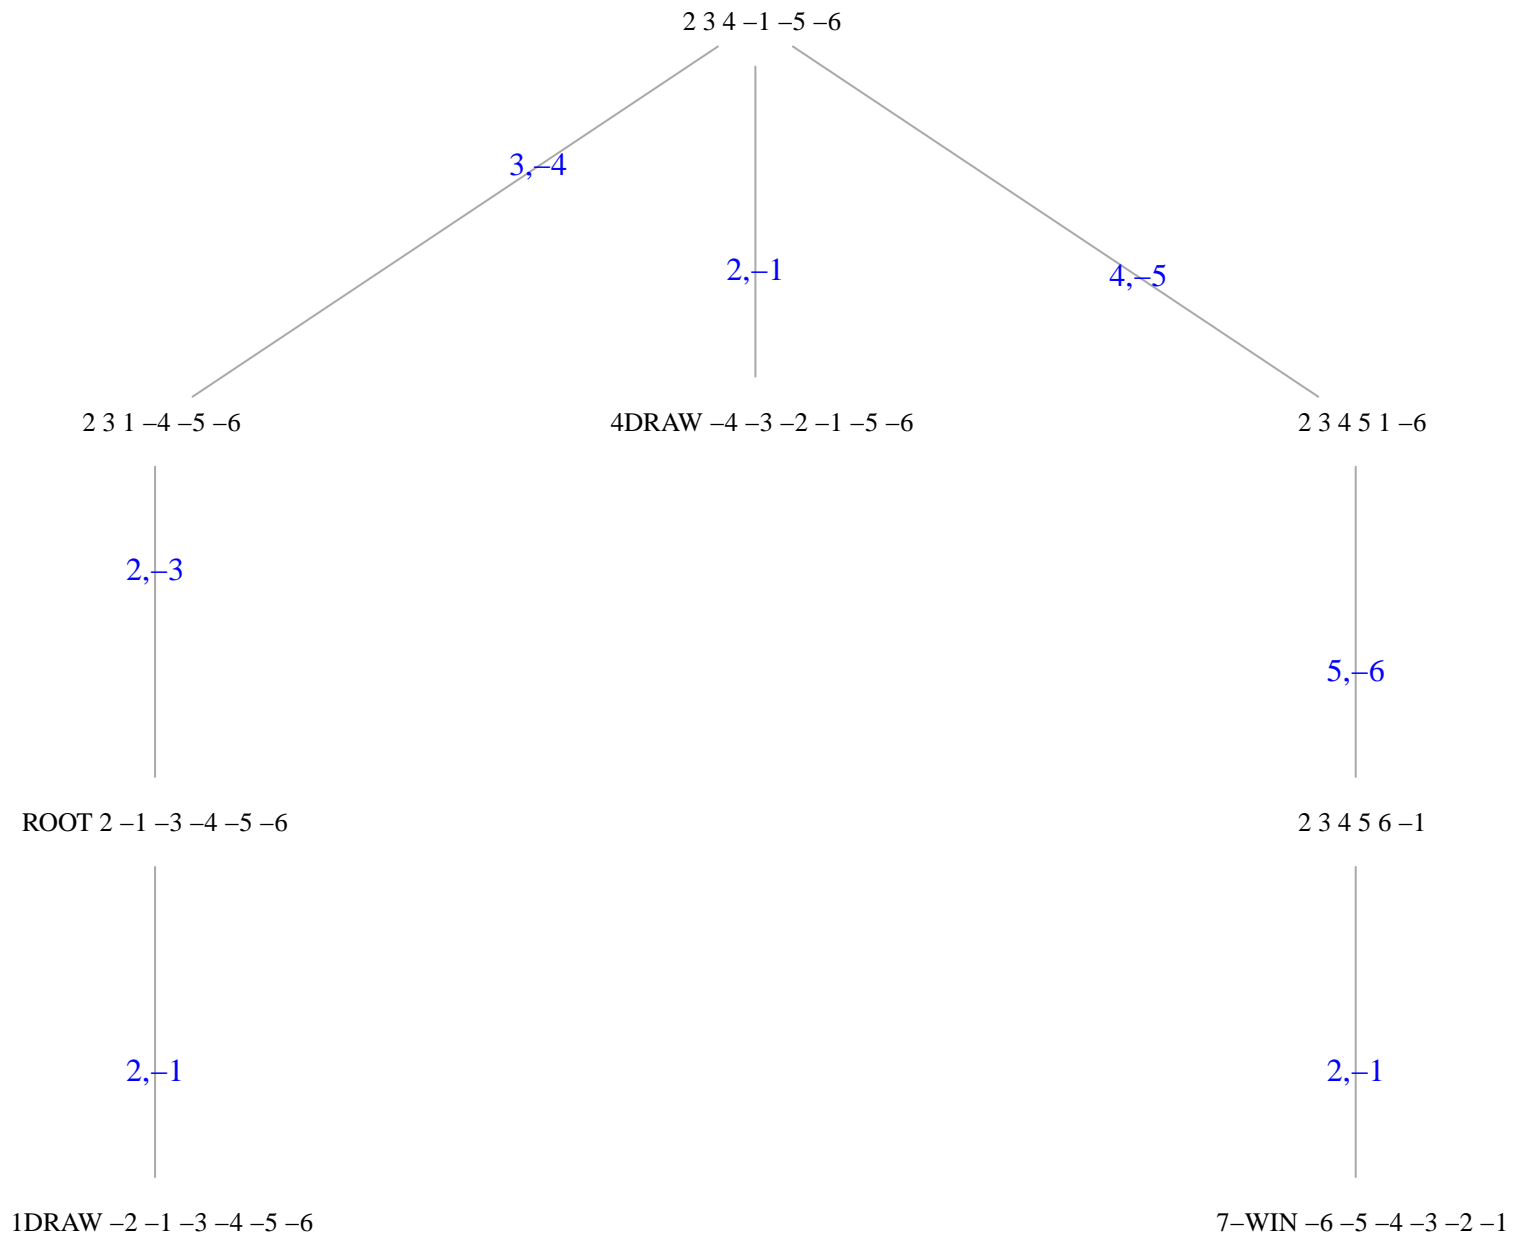 2 3 4 –1 –5 –6
3,–4
2,–1
4,–5
2 3 1 –4 –5 –6
4DRAW –4 –3 –2 –1 –5 –6
2 3 4 5 1 –6
2,–3
5,–6
ROOT 2 –1 –3 –4 –5 –6
2 3 4 5 6 –1
2,–1
2,–1
1DRAW –2 –1 –3 –4 –5 –6
7–WIN –6 –5 –4 –3 –2 –1